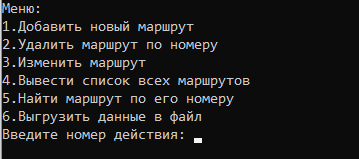 Меню:
1.Добавить новый маршрут
2.Удалить маршрут по номеру
3.Изменить маршрут
4.Вывести список всех маршрутов
5.Найти маршрут по его номеру
6.Выгрузить данные в файл
Введите номер действия: